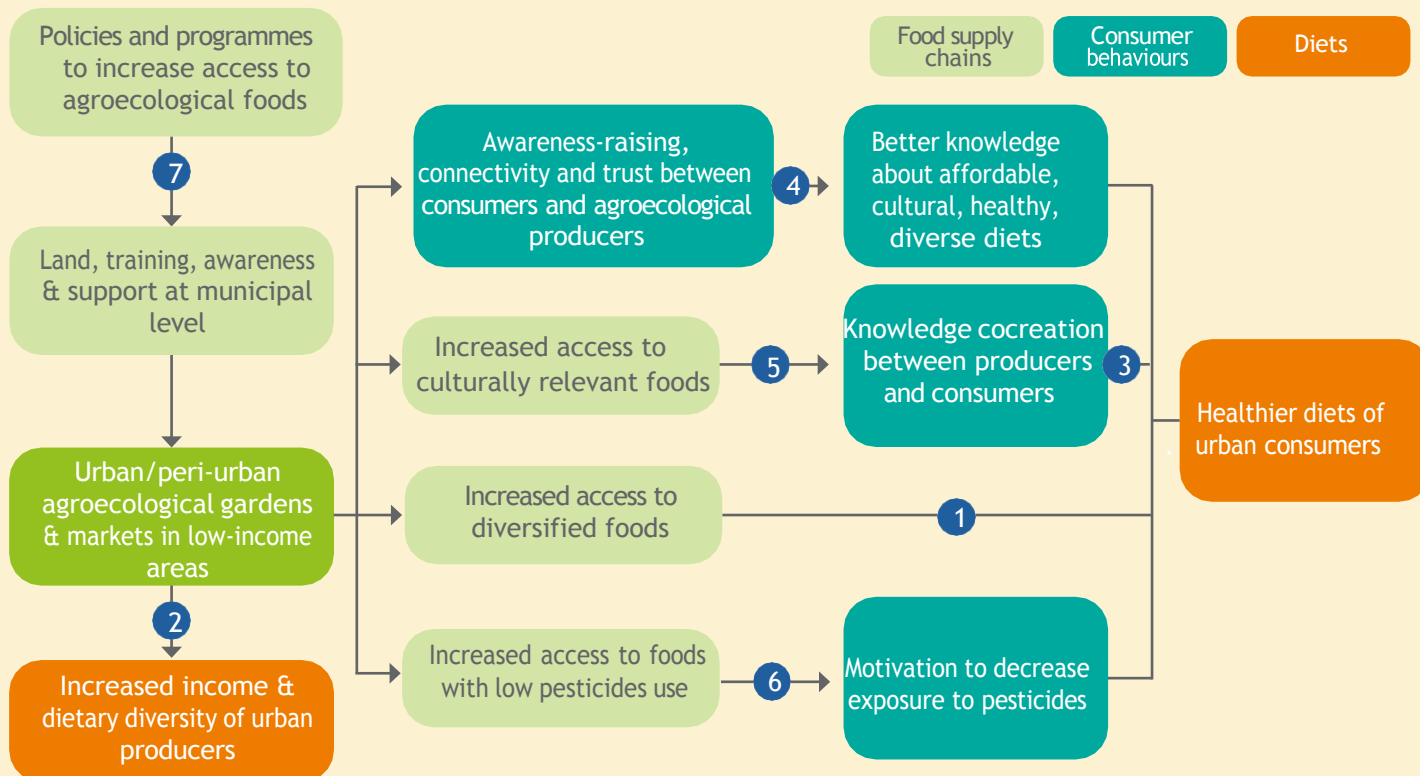 Policies and programmes
to increase access to
agroecological foods
Food supply
chains
Consumer
behaviours
Diets
7
Land, training, awareness
& support at municipal
level
Urban/peri-urban
agroecological gardens
& markets in low-income
areas
2
Increased income &
dietary diversity of urban
producers
Awareness-raising,
connectivity and trust between
consumers and agroecological
producers
4
Better knowledge
about affordable,
cultural, healthy,
diverse diets
Increased access to
culturally relevant foods
5
Knowledge cocreation
between producers
and consumers
3
Increased access to
diversified foods
1
Increased access to foods
with low pesticides use
6
Motivation to decrease
exposure to pesticides
Healthier diets of
urban consumers